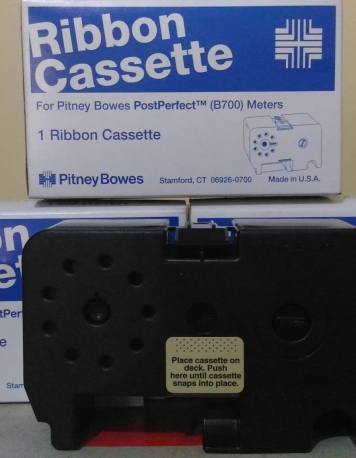 Ribbon
Cassette
For Pitney Bowes PostPerfect™ (B700) Meters
1 Ribbon Cassette
Pitney Bowes
Stamford, CT 06926-0700 Made in U.S.A.
Place cassette on
deck. Push
here until cassette
snaps into place.